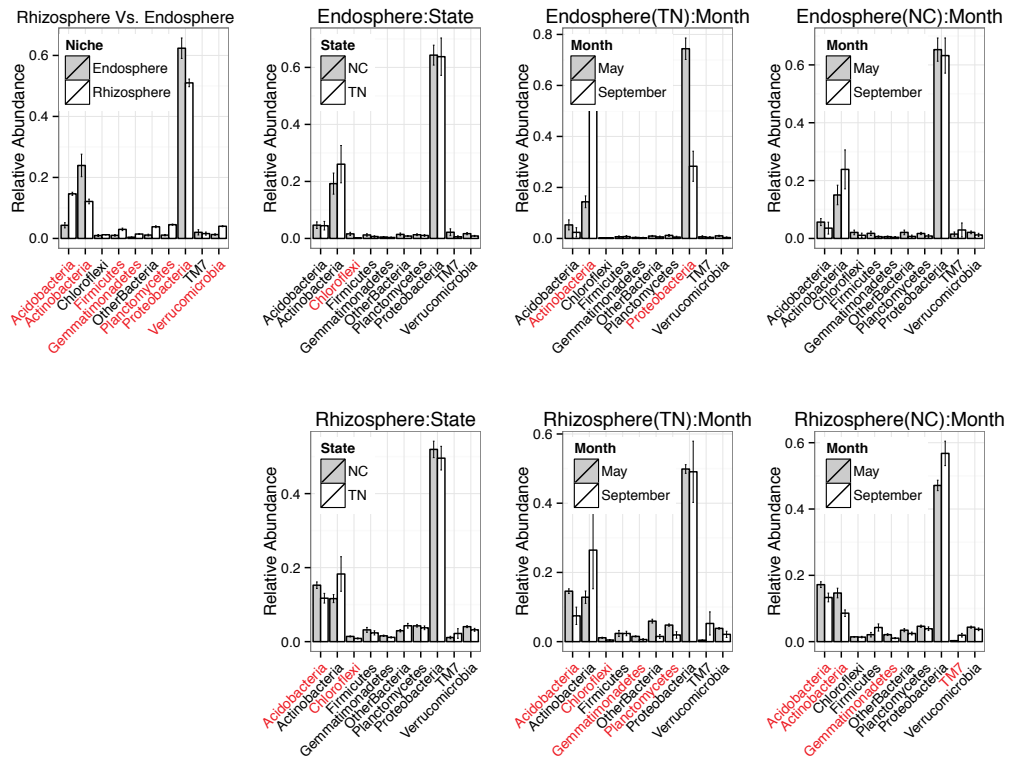 Rhizosphere Vs. Endosphere
Relative Abundance
0.6
0.4
0.2
0.0
Niche
Endosphere
Rhizosphere
Acidobacteria
Actinobacteria
Chloroflexi
Firmicutes
Gemmatimonadetes
OtherBacteria
Planctomycetes
Proteobacteria
TM7
Verrucomicrobia
Endosphere:State
Relative Abundance
0.6
0.4
0.2
0.0
State
NC
TN
Acidobacteria
Actinobacteria
Chloroflexi
Firmicutes
Gemmatimonadetes
OtherBacteria
Planctomycetes
Proteobacteria
TM7
Verrucomicrobia
Endosphere(TN):Month
Relative Abundance
0.8
0.6
0.4
0.2
0.0
Month
May
September
Acidobacteria
Actinobacteria
Chloroflexi
Firmicutes
Gemmatimonadetes
OtherBacteria
Planctomycetes
Proteobacteria
TM7
Verrucomicrobia
Endosphere(NC):Month
Relative Abundance
0.6
0.4
0.2
0.0
Month
May
September
Acidobacteria
Actinobacteria
Chloroflexi
Firmicutes
Gemmatimonadetes
OtherBacteria
Planctomycetes
Proteobacteria
TM7
Verrucomicrobia
Rhizosphere:State
Relative Abundance
0.4
0.2
0.0
State
NC
TN
Acidobacteria
Actinobacteria
Chloroflexi
Firmicutes
Gemmatimonadetes
OtherBacteria
Planctomycetes
Proteobacteria
TM7
Verrucomicrobia
Rhizosphere(TN):Month
Relative Abundance
0.6
0.4
0.2
0.0
Month
May
September
Acidobacteria
Actinobacteria
Chloroflexi
Firmicutes
Gemmatimonadetes
OtherBacteria
Planctomycetes
Proteobacteria
TM7
Verrucomicrobia
Rhizosphere(NC):Month
Relative Abundance
0.6
0.4
0.2
0.0
Month
May
September
Acidobacteria
Actinobacteria
Chloroflexi
Firmicutes
Gemmatimonadetes
OtherBacteria
Planctomycetes
Proteobacteria
TM7
Verrucomicrobia